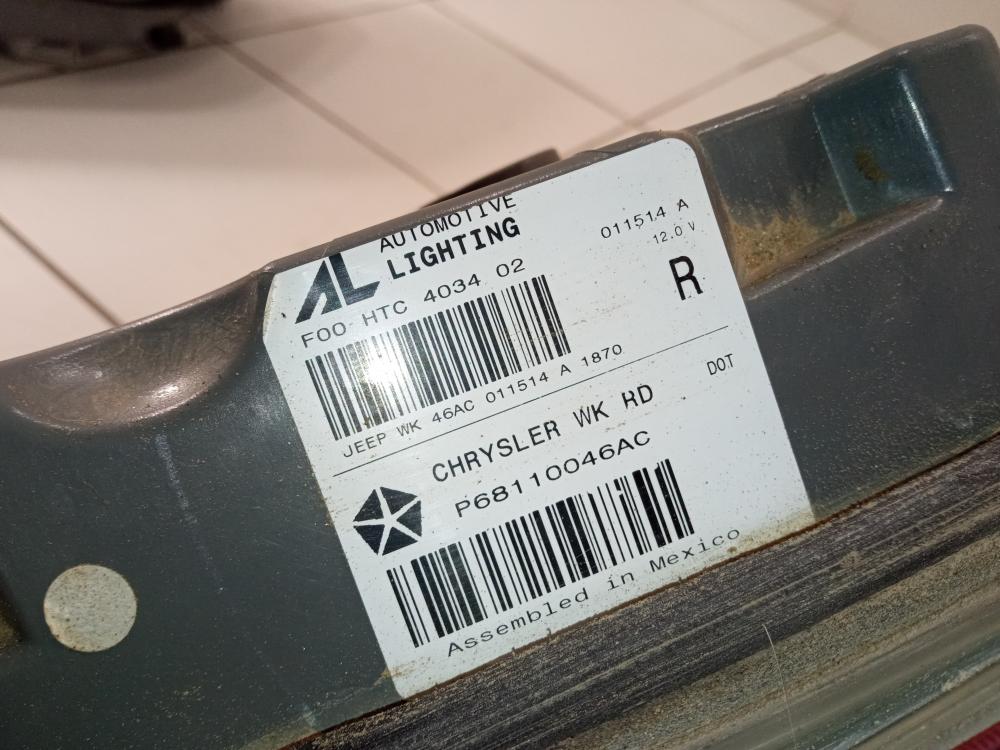 AUTOMOTIVE
LIGHTING
AL
011514 A
12.0 V
F00 HTC 4034 02
R
JEEP WK 46AC 011514 A 1870
DOT
CHRYSLER WK RD
P68110046AC
Assembled in Mexico